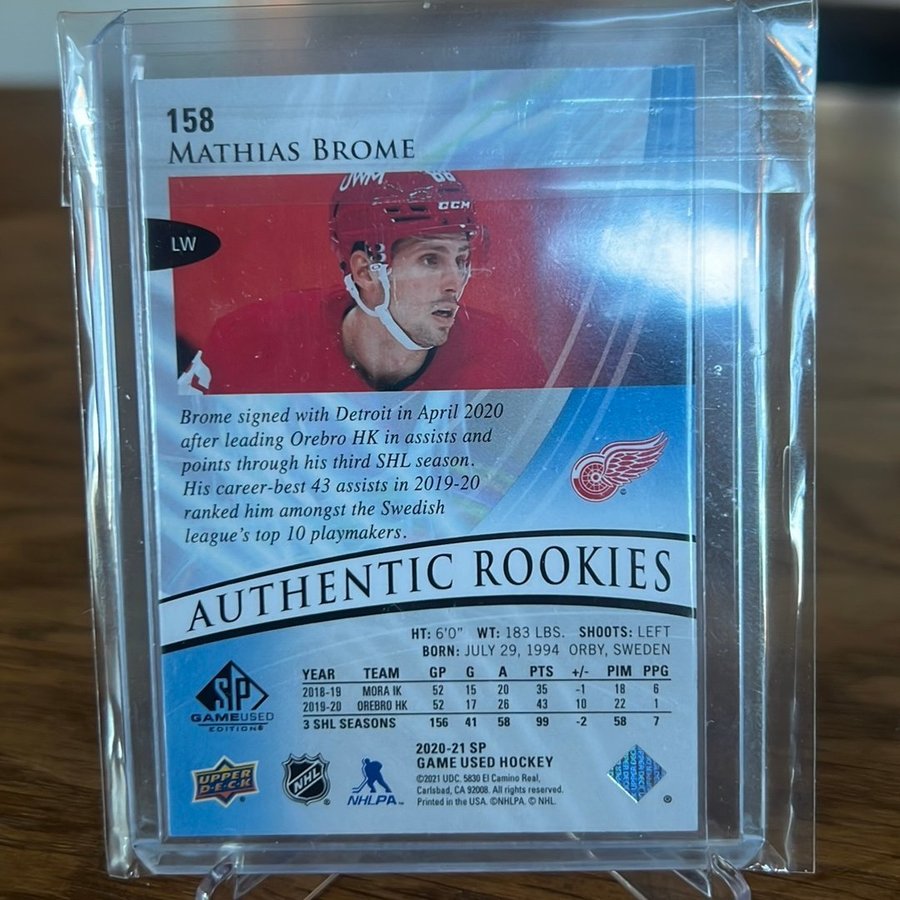 158
MATHIAS BROME
JWM
88
CCM
LW
Brome signed with Detroit in April 2020
after leading Orebro HK in assists and
points through his third SHL season.
His career-best 43 assists in 2019-20
ranked him amongst the Swedish
league's top 10 playmakers.
AUTHENTIC ROOKIES
HT: 6'0" WT: 183 LBS. SHOOTS: LEFT
BORN: JULY 29, 1994 ORBY, SWEDEN
YEAR TEAM GP G A PTS +/- PIM PPG
2018-19 MORA IK 52 15 20 35 -1 18 6
2019-20 OREBRO HK 52 17 26 43 10 22 1
3 SHL SEASONS 156 41 58 99 -2 58 7
SP
GAMEUSED
EDITION®
2020-21 SP
GAME USED HOCKEY
©2021 UDC. 5830 El Camino Real,
Carlsbad, CA 92008. All rights reserved.
Printed in the USA. ©NHLPA. © NHL.
UPPER
DECK
®
NHL
®
NHLPA™
®